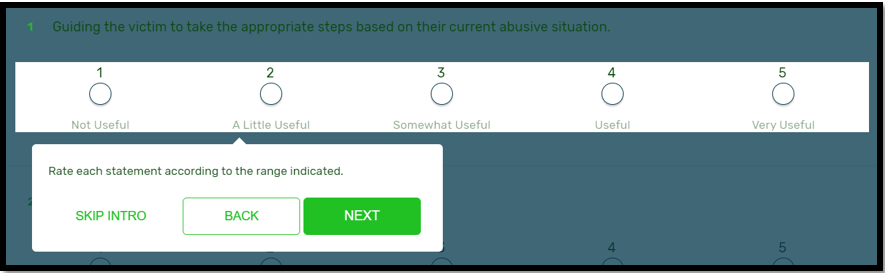 1 Guiding the victim to take the appropriate steps based on their current abusive situation.
1 2 3 4 5
Not Useful A Little Useful Somewhat Useful Useful Very Useful
Rate each statement according to the range indicated.
2
SKIP INTRO BACK NEXT
4 5